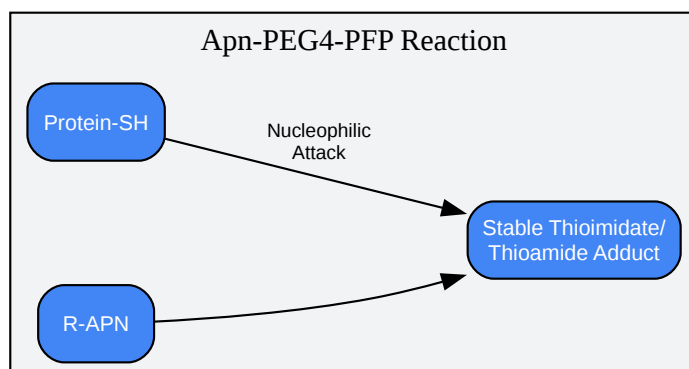 Apn-PEG4-PFP Reaction
Protein-SH
Nucleophilic
Attack
Stable Thioimidate/
Thioamide Adduct
R-APN